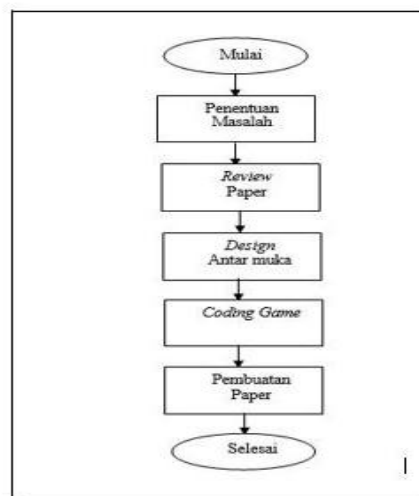 Mulai
Penentuan
Masalah
Review
Paper
Design
Antar muka
Coding Game
Pembuatan
Paper
Selesai